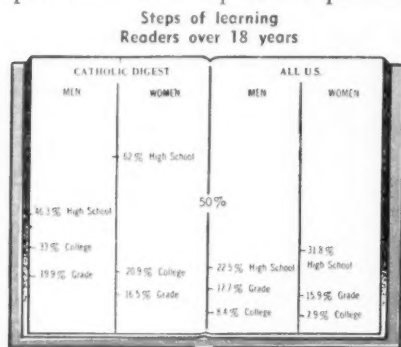 Steps of learning
Readers over 18 years
CATHOLIC DIGEST
ALL U.S.
MEN
WOMEN
MEN
WOMEN
62% High School
50%
46.3% High School
33% College
19.9% Grade
20.9% College
16.5% Grade
22.5% High School
17.7% Grade
8.4% College
31.8%
High School
15.9% Grade
7.9% College